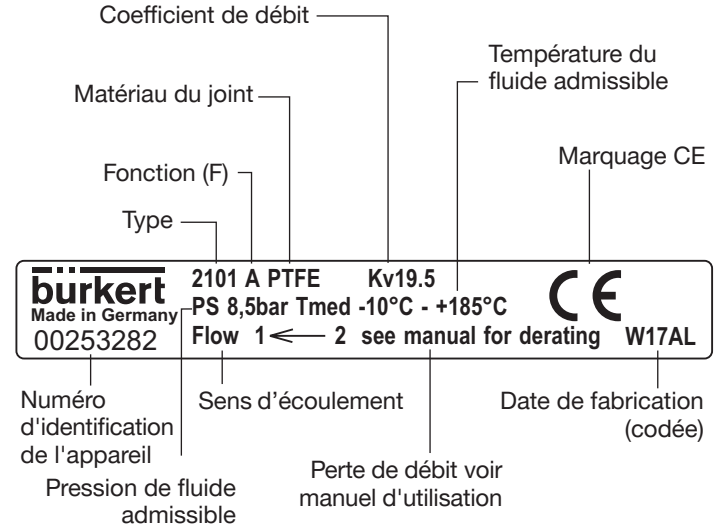 Coefficient de débit
Température du
fluide admissible
Matériau du joint
Marquage CE
Fonction (F)
Type
bürkert
Made in Germany
00253282
2101 A PTFE Kv19.5
PS 8,5bar Tmed -10°C - +185°C
Flow 1 ← 2 see manual for derating W17AL
CE
Numéro
d'identification
de l'appareil
Sens d'écoulement
Date de fabrication
(codée)
Pression de fluide
admissible
Perte de débit voir
manuel d'utilisation